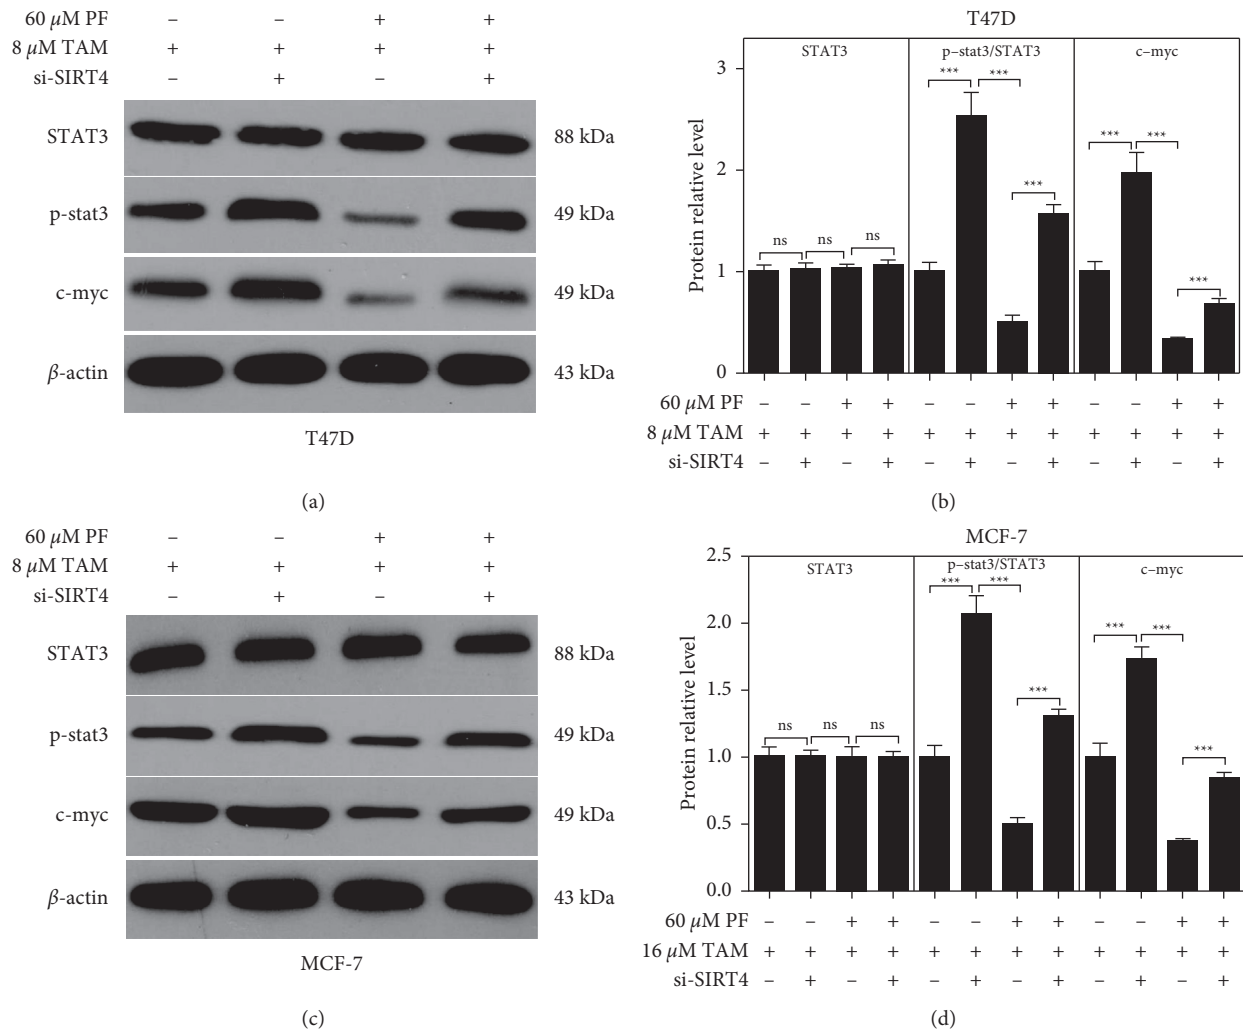 60 μM PF – – + +
8 μM TAM + + + +
si-SIRT4 – + – +
STAT3 88 kDa
p-stat3 49 kDa
c-myc 49 kDa
β-actin 43 kDa
T47D
(a)
T47D
STAT3 p–stat3/STAT3 c–myc
Protein relative level
3
2
1
0
*** ***
*** ***
***
ns ns ns
***
60 μM PF – – + + – – + + – – + +
8 μM TAM + + + + + + + + + + + +
si-SIRT4 – + – + – + – + – + – +
(b)
60 μM PF – – + +
8 μM TAM + + + +
si-SIRT4 – + – +
STAT3 88 kDa
p-stat3 49 kDa
c-myc 49 kDa
β-actin 43 kDa
MCF-7
(c)
MCF-7
STAT3 p–stat3/STAT3 c–myc
Protein relative level
2.5
2.0
1.5
1.0
0.5
0.0
*** ***
*** ***
***
ns ns ns
***
60 μM PF – – + + – – + + – – + +
16 μM TAM + + + + + + + + + + + +
si-SIRT4 – + – + – + – + – + – +
(d)